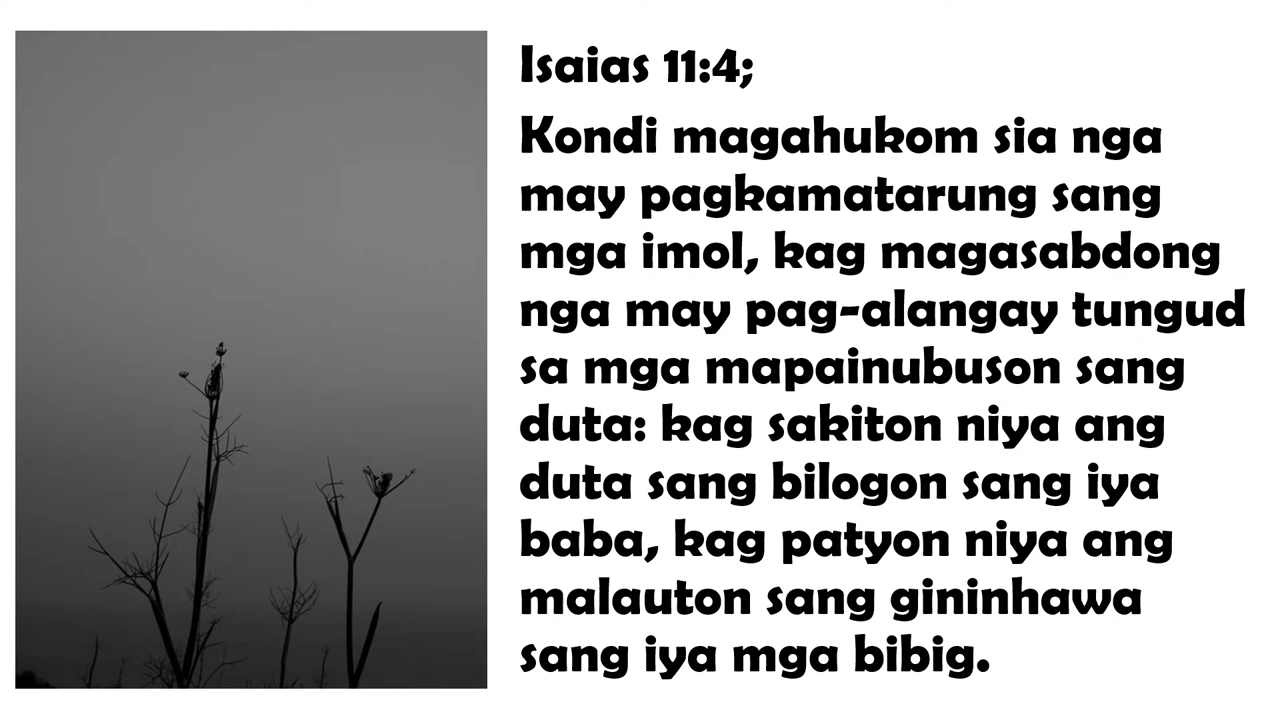 Isaias 11:4;
Kondi magahukom sia nga
may pagkamatarung sang
mga imol, kag magasabdong
nga may pag-alangay tungud
sa mga mapainubuson sang
duta: kag sakiton niya ang
duta sang bilogon sang iya
baba, kag patyon niya ang
malauton sang gininhawa
sang iya mga bibig.